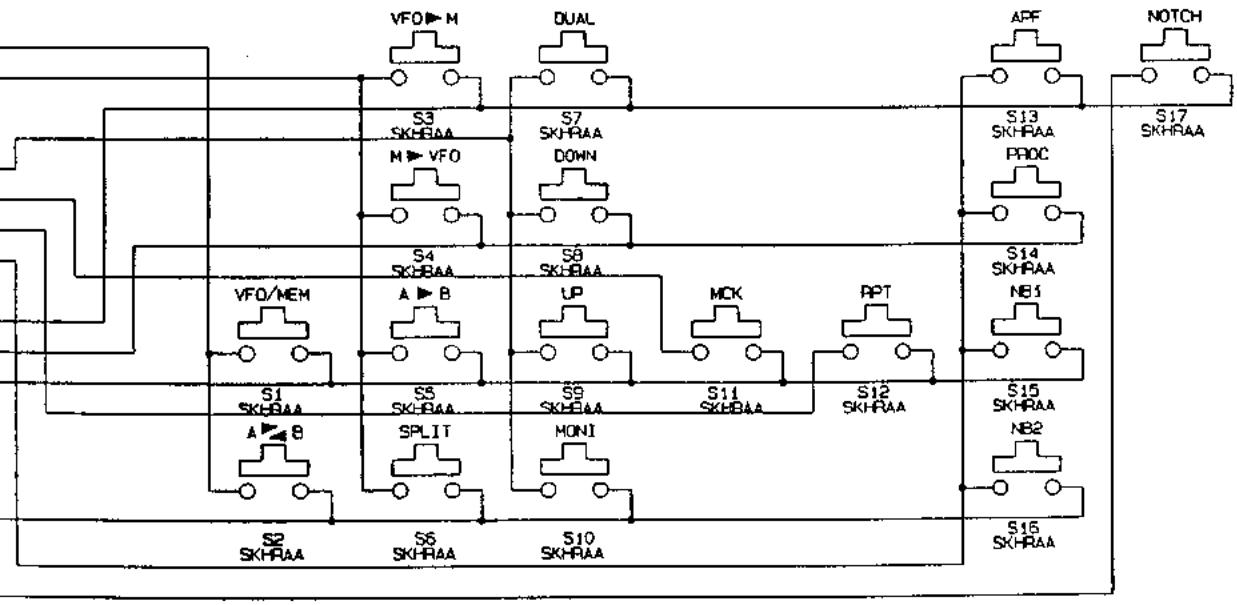 VFO►M
DUAL
APF
NOTCH
S3
SKHRAA
S7
SKHRAA
S13
SKHRAA
S17
SKHRAA
M►VFO
DOWN
PROC
S4
SKHRAA
S8
SKHRAA
S14
SKHRAA
VFO/MEM
A►B
UP
MCK
RPT
NB1
S1
SKHRAA
S5
SKHRAA
S9
SKHRAA
S11
SKHRAA
S12
SKHRAA
S15
SKHRAA
A B
SPLIT
MONI
NB2
S2
SKHRAA
S6
SKHRAA
S10
SKHRAA
S16
SKHRAA